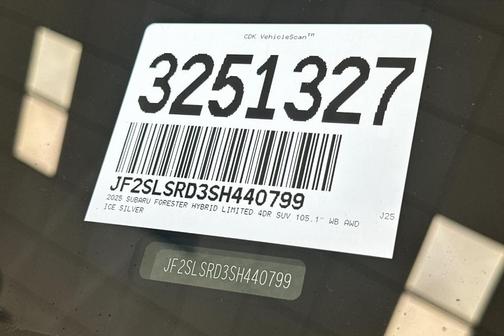 CDK VehicleScan™
3251327
JF2SLSRD3SH440799
2025 SUBARU FORESTER HYBRID LIMITED 4DR SUV 105.1" WB AWD J25
ICE SILVER
JF2SLSRD3SH440799